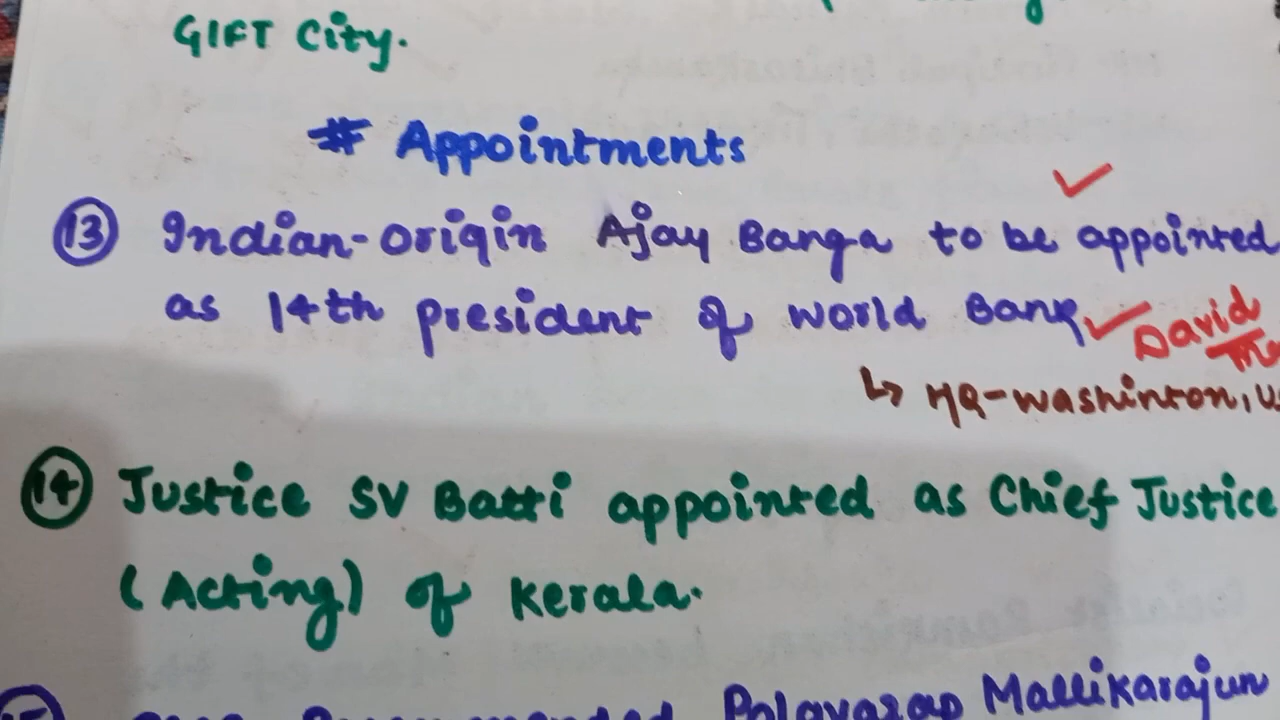 GIFT City.
# Appointments
13 Indian-origin Ajay Banga to be appointed
as 14th president of World Bank David
HQ-Washinton, US
14 Justice SV Batti appointed as Chief Justice
(Acting) of Kerala.
Mallikarajun